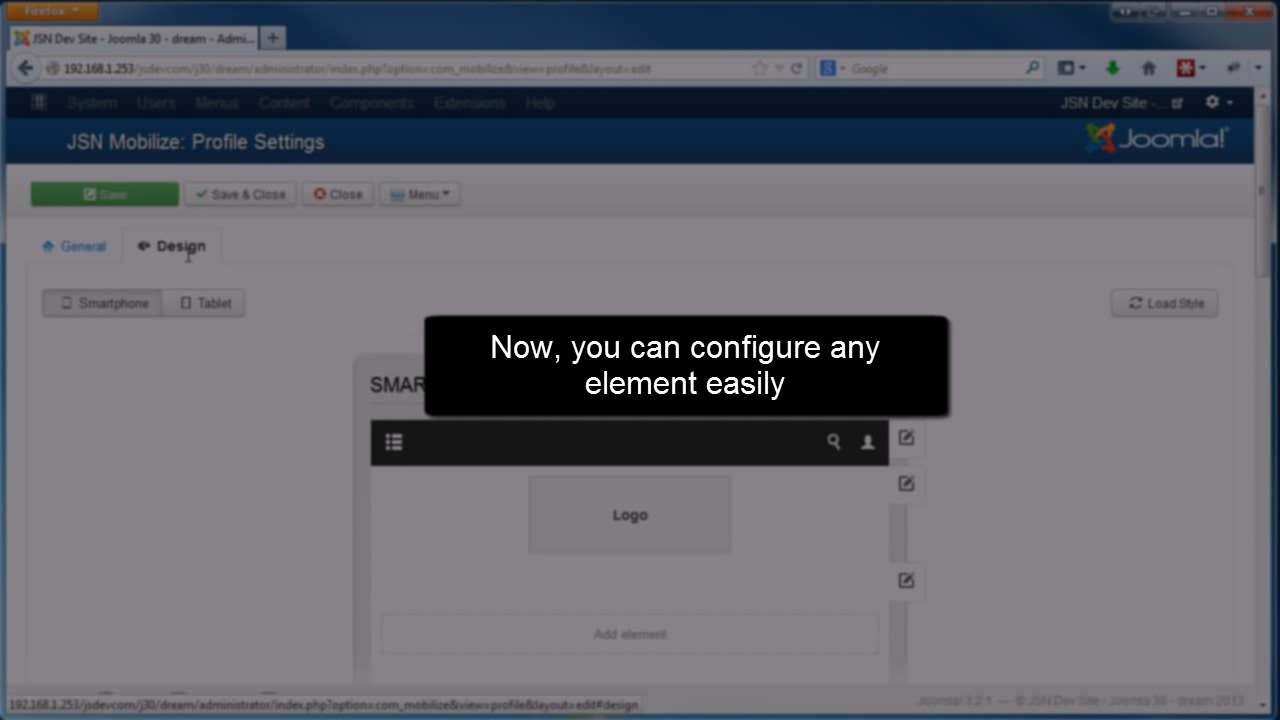 Firefox
JSN Dev Site - Joomla 30 - dream - Admi...
192.168.1.253/jsdevcom/j30/dream/administrator/index.php?option=com_mobilize&view=profile&layout=edit
Google
System Users Menus Content Components Extensions Help
JSN Dev Site -...
JSN Mobilize: Profile Settings
Joomla!
Save
Save & Close
Close
Menu
General
Design
Smartphone
Tablet
Load Style
Now, you can configure any
element easily
SMAR
Logo
Add element
192.168.1.253/jsdevcom/j30/dream/administrator/index.php?option=com_mobilize&view=profile&layout=edit#design
Joomla! 3.2.1 — © JSN Dev Site - Joomla 30 - dream 2013